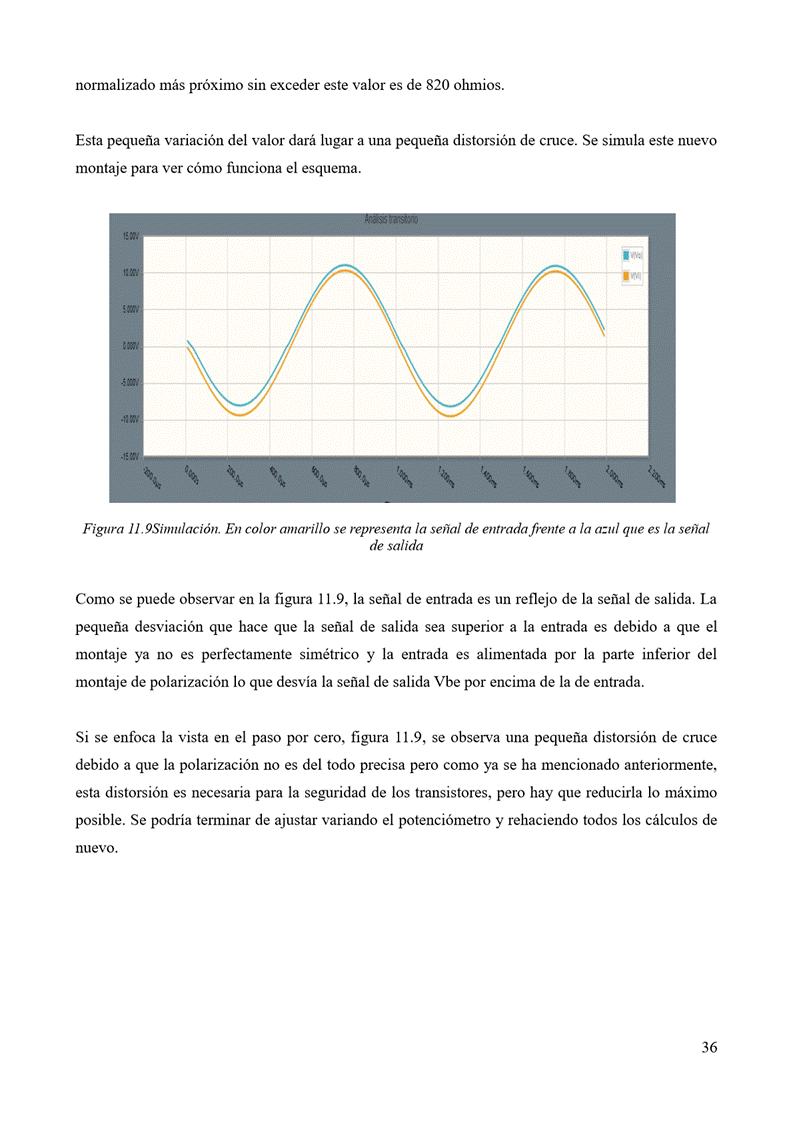 normalizado más próximo sin exceder este valor es de 820 ohmios.
Esta pequeña variación del valor dará lugar a una pequeña distorsión de cruce. Se simula este nuevo
montaje para ver cómo funciona el esquema.
Análisis transitorio
15.00V
10.00V
5.000V
0.000V
-5.000V
-10.00V
-15.00V
V(Vo)
V(Vi)
-200.0µs
0.000s
200.0µs
400.0µs
600.0µs
800.0µs
1.000ms
1.200ms
1.400ms
1.600ms
1.800ms
2.000ms
2.200ms
Figura 11.9Simulación. En color amarillo se representa la señal de entrada frente a la azul que es la señal
de salida
Como se puede observar en la figura 11.9, la señal de entrada es un reflejo de la señal de salida. La
pequeña desviación que hace que la señal de salida sea superior a la entrada es debido a que el
montaje ya no es perfectamente simétrico y la entrada es alimentada por la parte inferior del
montaje de polarización lo que desvía la señal de salida Vbe por encima de la de entrada.
Si se enfoca la vista en el paso por cero, figura 11.9, se observa una pequeña distorsión de cruce
debido a que la polarización no es del todo precisa pero como ya se ha mencionado anteriormente,
esta distorsión es necesaria para la seguridad de los transistores, pero hay que reducirla lo máximo
posible. Se podría terminar de ajustar variando el potenciómetro y rehaciendo todos los cálculos de
nuevo.
36